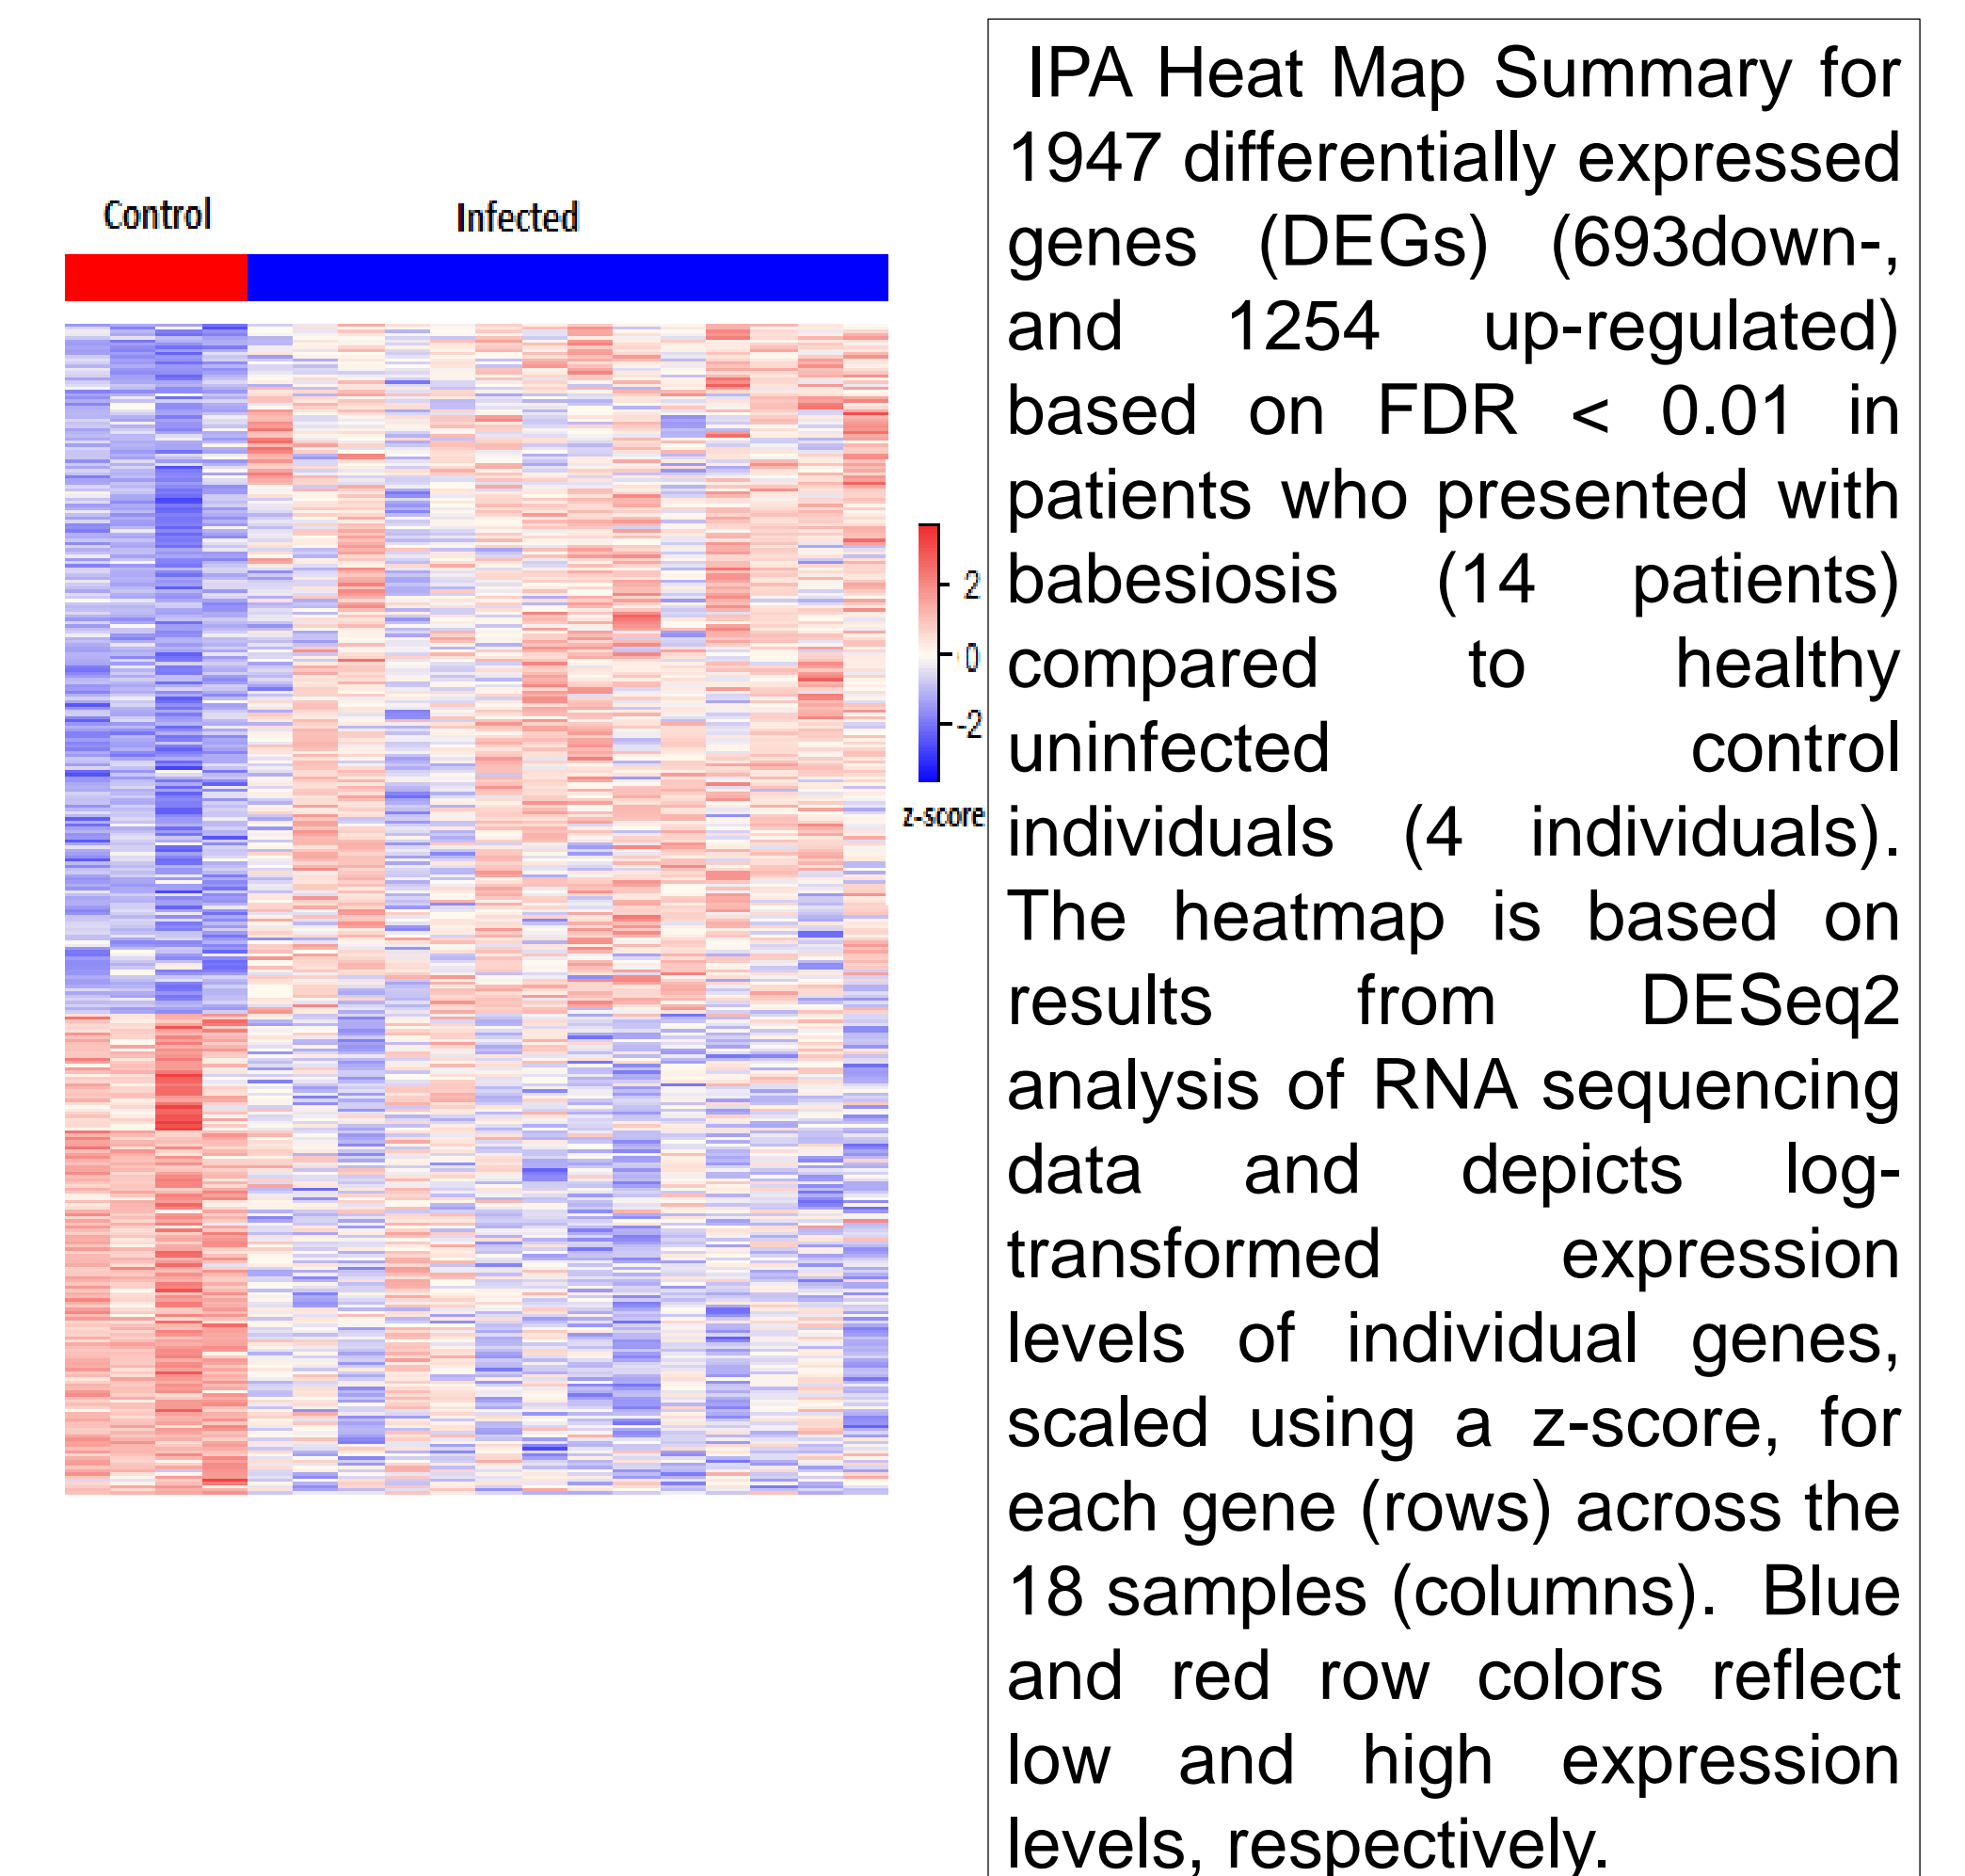 Control
Infected
2
0
-2
z-score
IPA Heat Map Summary for
1947 differentially expressed
genes (DEGs) (693down-,
and 1254 up-regulated)
based on FDR < 0.01 in
patients who presented with
babesiosis (14 patients)
compared to healthy
uninfected control
individuals (4 individuals).
The heatmap is based on
results from DESeq2
analysis of RNA sequencing
data and depicts log-
transformed expression
levels of individual genes,
scaled using a z-score, for
each gene (rows) across the
18 samples (columns). Blue
and red row colors reflect
low and high expression
levels, respectively.